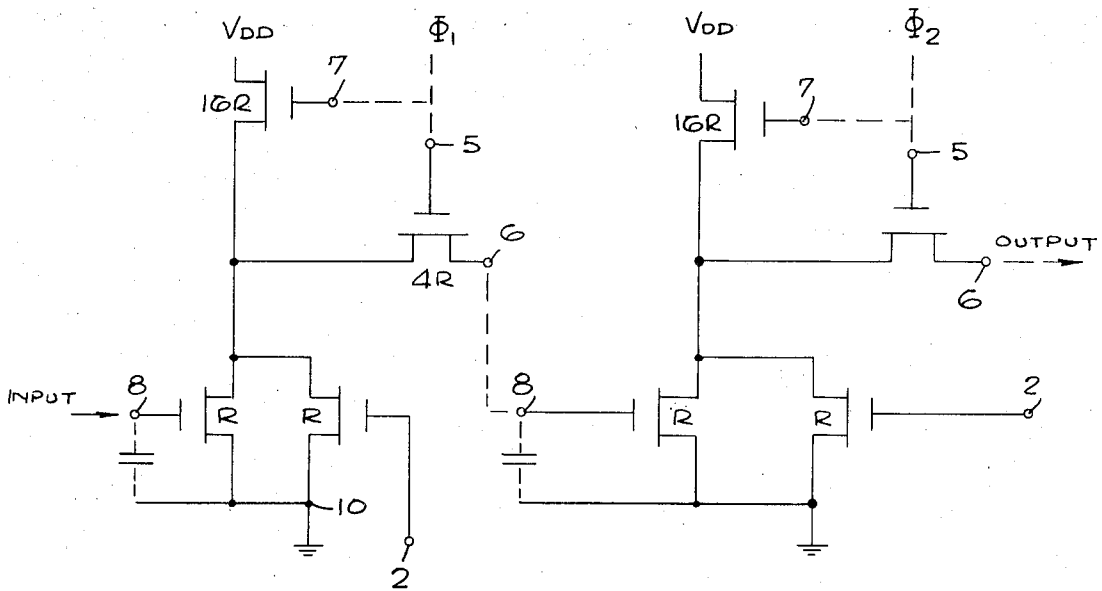 VDD Φ1 VDD Φ2
7 7
16R 16R
5 5
6 OUTPUT
4R 6
INPUT 8 8 2
R R R R
10
2